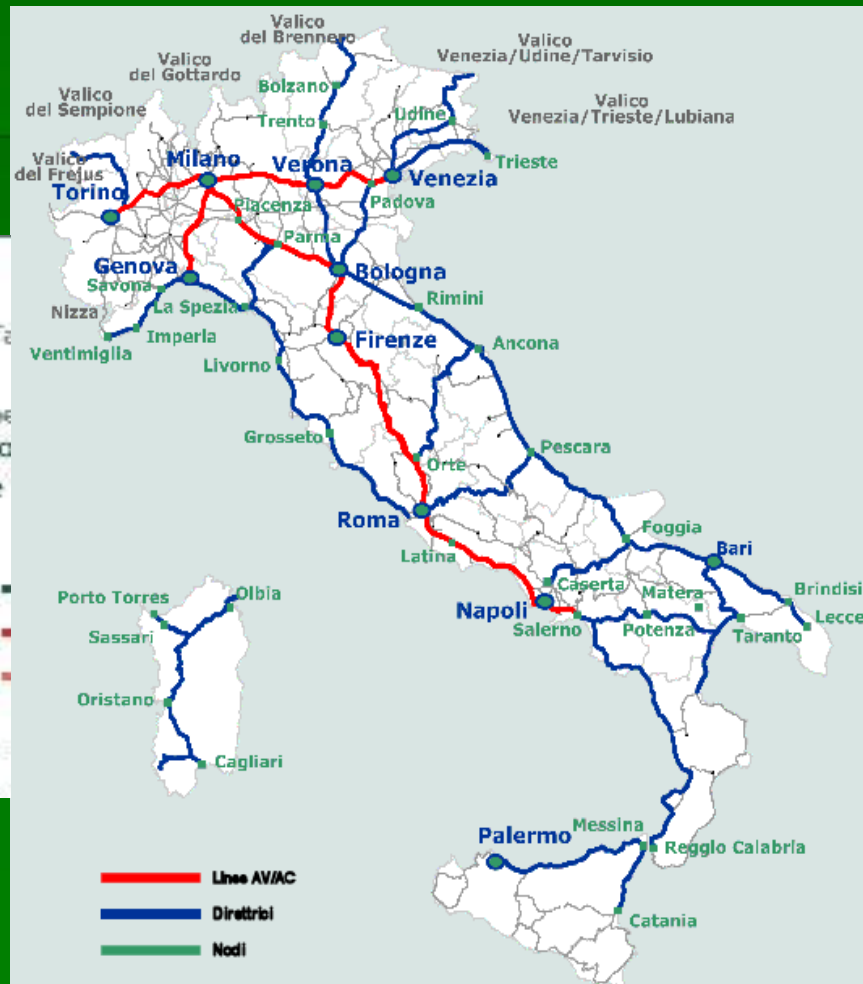 Valico
del Brennero
Valico
Venezia/Udine/Tarvisio
Valico
del Gottardo
Bolzano
Valico
del Sempione
Valico
Venezia/Trieste/Lubiana
Trento
Udine
Valico
del Frejus
Milano
Verona
Trieste
Torino
Venezia
Piacenza
Padova
Parma
Genova
Bologna
Savona
Nizza
La Spezia
Rimini
Imperia
Ventimiglia
Firenze
Ancona
Livorno
Grosseto
Pescara
Orte
Roma
Foggia
Latina
Bari
Caserta
Matera
Brindisi
Porto Torres
Olbia
Napoli
Sassari
Salerno
Potenza
Taranto
Lecce
Oristano
Cagliari
Palermo
Messina
Reggio Calabria
Linee AV/AC
Direttrici
Catania
Nodi